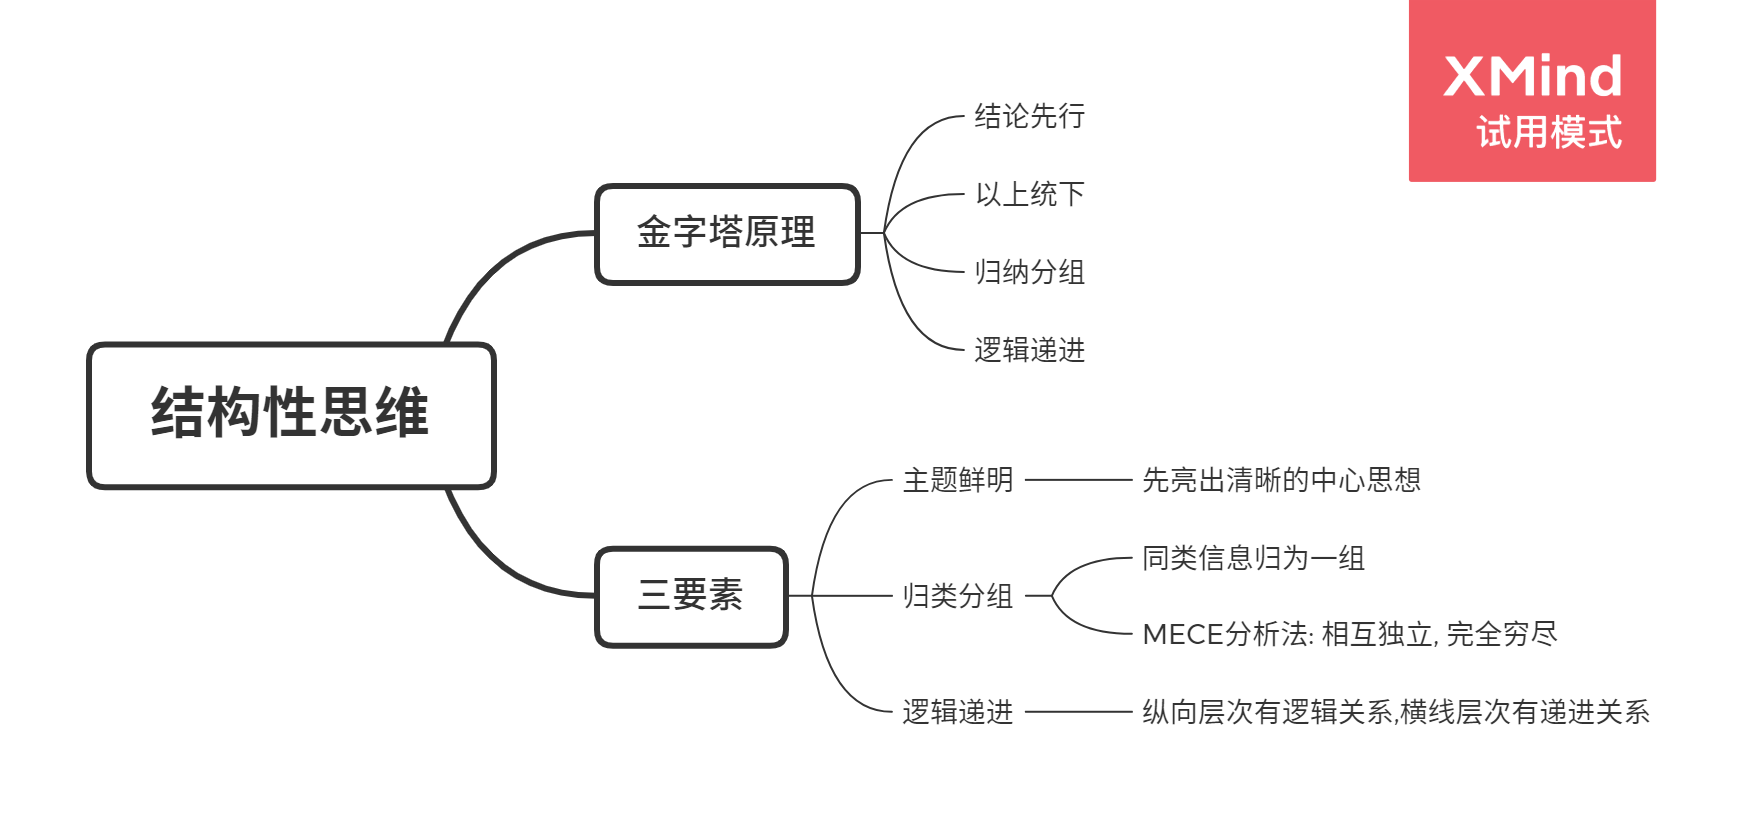 XMind
试用模式
结构性思维
金字塔原理
结论先行
以上统下
归纳分组
逻辑递进
三要素
主题鲜明
先亮出清晰的中心思想
归类分组
同类信息归为一组
MECE分析法: 相互独立, 完全穷尽
逻辑递进
纵向层次有逻辑关系,横线层次有递进关系